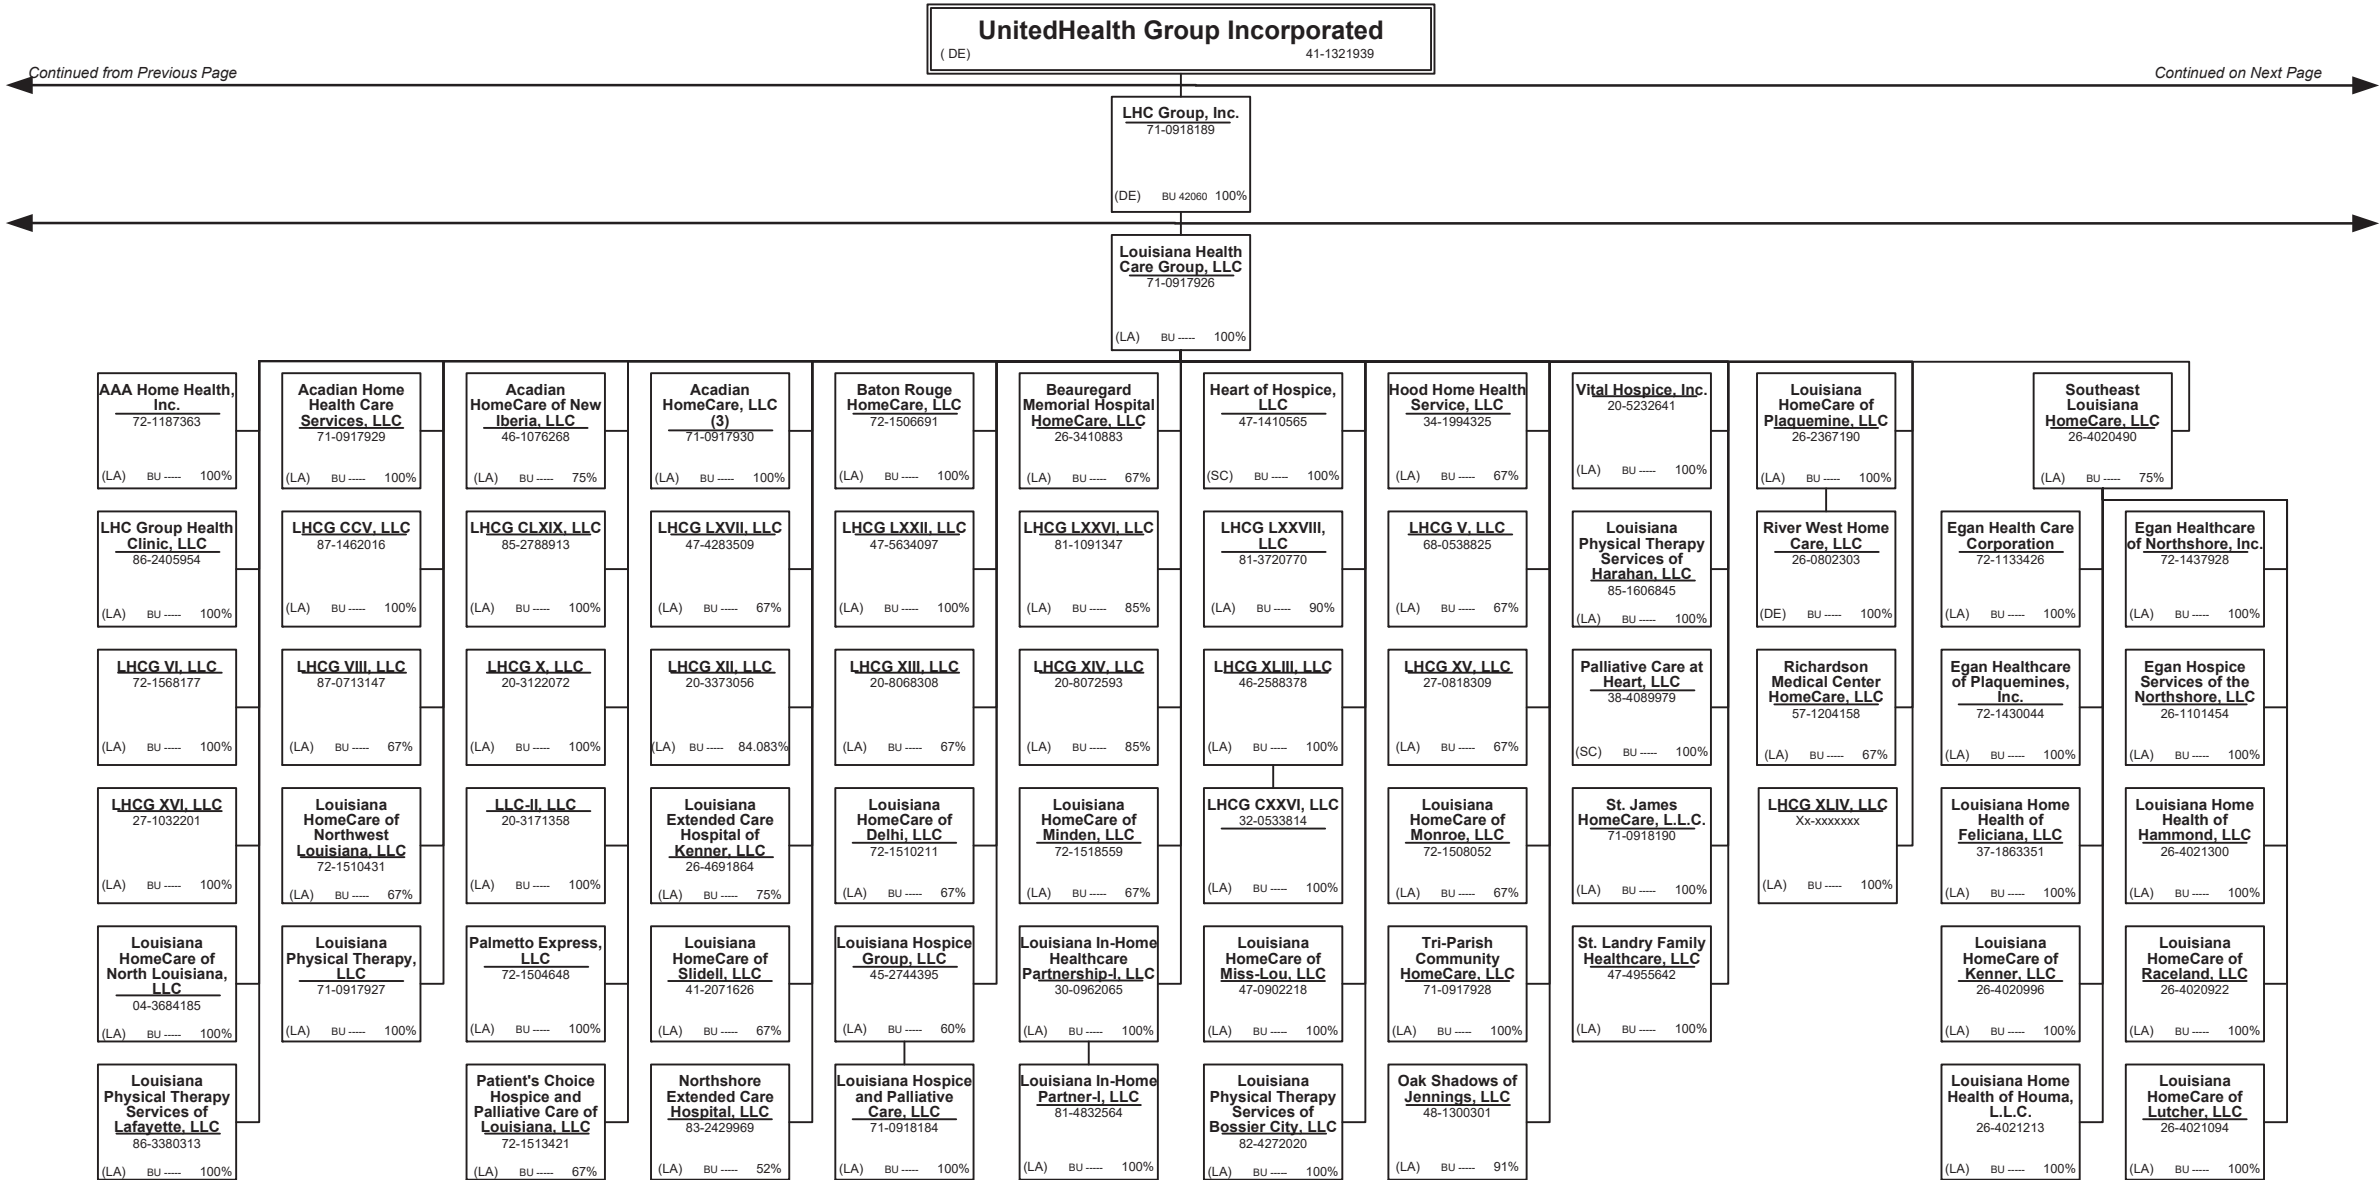 UnitedHealth Group Incorporated
( DE) 41-1321939
Continued from Previous Page
Continued on Next Page
LHC Group, Inc.
71-0918189
(DE) BU 42060 100%
Louisiana Health
Care Group, LLC
71-0917926
(LA) BU ----- 100%
AAA Home Health,
Inc.
72-1187363
(LA) BU ----- 100%
Acadian Home
Health Care
Services, LLC
71-0917929
(LA) BU ----- 100%
Acadian
HomeCare of New
Iberia, LLC
46-1076268
(LA) BU ----- 75%
Acadian
HomeCare, LLC
(3)
71-0917930
(LA) BU ----- 100%
Baton Rouge
HomeCare, LLC
72-1506691
(LA) BU ----- 100%
Beauregard
Memorial Hospital
HomeCare, LLC
26-3410883
(LA) BU ----- 67%
Heart of Hospice,
LLC
47-1410565
(SC) BU ----- 100%
Hood Home Health
Service, LLC
34-1994325
(LA) BU ----- 67%
Vital Hospice, Inc.
20-5232641
(LA) BU ----- 100%
Louisiana
HomeCare of
Plaquemine, LLC
26-2367190
(LA) BU ----- 100%
Southeast
Louisiana
HomeCare, LLC
26-4020490
(LA) BU ----- 75%
LHC Group Health
Clinic, LLC
86-2405954
(LA) BU ----- 100%
LHCG CCV, LLC
87-1462016
(LA) BU ----- 100%
LHCG CLXIX, LLC
85-2788913
(LA) BU ----- 100%
LHCG LXVII, LLC
47-4283509
(LA) BU ----- 67%
LHCG LXXII, LLC
47-5634097
(LA) BU ----- 100%
LHCG LXXVI, LLC
81-1091347
(LA) BU ----- 85%
LHCG LXXVIII,
LLC
81-3720770
(LA) BU ----- 90%
LHCG V, LLC
68-0538825
(LA) BU ----- 67%
Louisiana
Physical Therapy
Services of
Harahan, LLC
85-1606845
(LA) BU ----- 100%
River West Home
Care, LLC
26-0802303
(DE) BU ----- 100%
Egan Health Care
Corporation
72-1133426
(LA) BU ----- 100%
Egan Healthcare
of Northshore, Inc.
72-1437928
(LA) BU ----- 100%
LHCG VI, LLC
72-1568177
(LA) BU ----- 100%
LHCG VIII, LLC
87-0713147
(LA) BU ----- 67%
LHCG X, LLC
20-3122072
(LA) BU ----- 100%
LHCG XII, LLC
20-3373056
(LA) BU ----- 84.083%
LHCG XIII, LLC
20-8068308
(LA) BU ----- 67%
LHCG XIV, LLC
20-8072593
(LA) BU ----- 85%
LHCG XLIII, LLC
46-2588378
(LA) BU ----- 100%
LHCG XV, LLC
27-0818309
(LA) BU ----- 67%
Palliative Care at
Heart, LLC
38-4089979
(SC) BU ----- 100%
Richardson
Medical Center
HomeCare, LLC
57-1204158
(LA) BU ----- 67%
Egan Healthcare
of Plaquemines,
Inc.
72-1430044
(LA) BU ----- 100%
Egan Hospice
Services of the
Northshore, LLC
26-1101454
(LA) BU ----- 100%
LHCG XVI, LLC
27-1032201
(LA) BU ----- 100%
Louisiana
HomeCare of
Northwest
Louisiana, LLC
72-1510431
(LA) BU ----- 67%
LLC-II, LLC
20-3171358
(LA) BU ----- 100%
Louisiana
Extended Care
Hospital of
Kenner, LLC
26-4691864
(LA) BU ----- 75%
Louisiana
HomeCare of
Delhi, LLC
72-1510211
(LA) BU ----- 67%
Louisiana
HomeCare of
Minden, LLC
72-1518559
(LA) BU ----- 67%
LHCG CXXVI, LLC
32-0533814
(LA) BU ----- 100%
Louisiana
HomeCare of
Monroe, LLC
72-1508052
(LA) BU ----- 67%
St. James
HomeCare, L.L.C.
71-0918190
(LA) BU ----- 100%
LHCG XLIV, LLC
Xx-xxxxxxx
(LA) BU ----- 100%
Louisiana Home
Health of
Feliciana, LLC
37-1863351
(LA) BU ----- 100%
Louisiana Home
Health of
Hammond, LLC
26-4021300
(LA) BU ----- 100%
Louisiana
HomeCare of
North Louisiana,
LLC
04-3684185
(LA) BU ----- 100%
Louisiana
Physical Therapy,
LLC
71-0917927
(LA) BU ----- 100%
Palmetto Express,
LLC
72-1504648
(LA) BU ----- 100%
Louisiana
HomeCare of
Slidell, LLC
41-2071626
(LA) BU ----- 67%
Louisiana Hospice
Group, LLC
45-2744395
(LA) BU ----- 60%
Louisiana In-Home
Healthcare
Partnership-I, LLC
30-0962065
(LA) BU ----- 100%
Louisiana
HomeCare of
Miss-Lou, LLC
47-0902218
(LA) BU ----- 100%
Tri-Parish
Community
HomeCare, LLC
71-0917928
(LA) BU ----- 100%
St. Landry Family
Healthcare, LLC
47-4955642
(LA) BU ----- 100%
Louisiana
HomeCare of
Kenner, LLC
26-4020996
(LA) BU ----- 100%
Louisiana
HomeCare of
Raceland, LLC
26-4020922
(LA) BU ----- 100%
Louisiana
Physical Therapy
Services of
Lafayette, LLC
86-3380313
(LA) BU ----- 100%
Patient's Choice
Hospice and
Palliative Care of
Louisiana, LLC
72-1513421
(LA) BU ----- 67%
Northshore
Extended Care
Hospital, LLC
83-2429969
(LA) BU ----- 52%
Louisiana Hospice
and Palliative
Care, LLC
71-0918184
(LA) BU ----- 100%
Louisiana In-Home
Partner-I, LLC
81-4832564
(LA) BU ----- 100%
Louisiana
Physical Therapy
Services of
Bossier City, LLC
82-4272020
(LA) BU ----- 100%
Oak Shadows of
Jennings, LLC
48-1300301
(LA) BU ----- 91%
Louisiana Home
Health of Houma,
L.L.C.
26-4021213
(LA) BU ----- 100%
Louisiana
HomeCare of
Lutcher, LLC
26-4021094
(LA) BU ----- 100%